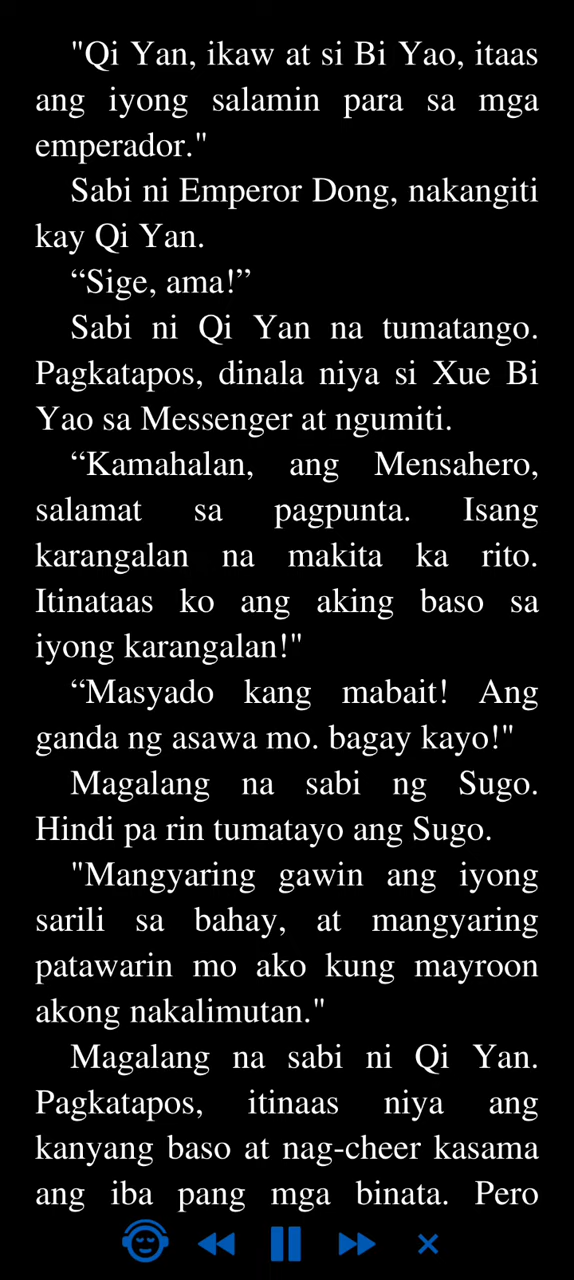 "Qi Yan, ikaw at si Bi Yao, itaas
ang iyong salamin para sa mga
emperador."
Sabi ni Emperor Dong, nakangiti
kay Qi Yan.
“Sige, ama!”
Sabi ni Qi Yan na tumatango.
Pagkatapos, dinala niya si Xue Bi
Yao sa Messenger at ngumiti.
“Kamahalan, ang Mensahero,
salamat sa pagpunta. Isang
karangalan na makita ka rito.
Itinataas ko ang aking baso sa
iyong karangalan!"
“Masyado kang mabait! Ang
ganda ng asawa mo. bagay kayo!"
Magalang na sabi ng Sugo.
Hindi pa rin tumatayo ang Sugo.
"Mangyaring gawin ang iyong
sarili sa bahay, at mangyaring
patawarin mo ako kung mayroon
akong nakalimutan."
Magalang na sabi ni Qi Yan.
Pagkatapos, itinaas niya ang
kanyang baso at nag-cheer kasama
ang iba pang mga binata. Pero